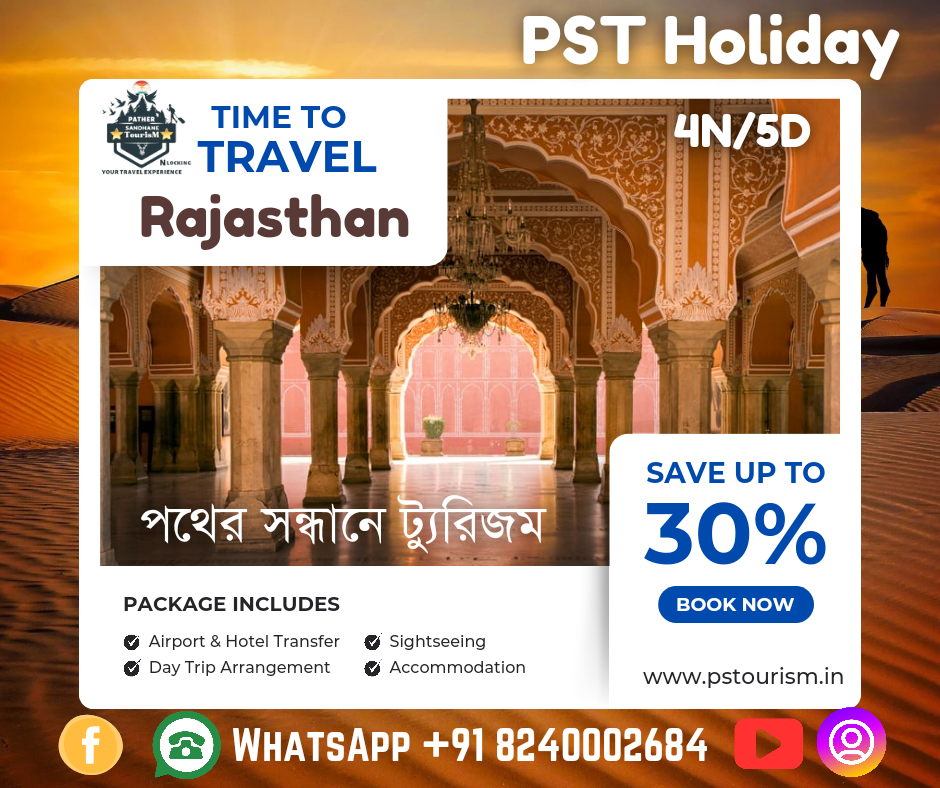 PST Holiday
PATHER
SANDHANE
TourisM
NLOCKING
YOUR TRAVEL EXPERIENCE
TIME TO
TRAVEL
Rajasthan
4N/5D
পথের সন্ধানে ট্যুরিজম
SAVE UP TO
30%
BOOK NOW
www.pstourism.in
PACKAGE INCLUDES
Airport & Hotel Transfer
Sightseeing
Day Trip Arrangement
Accommodation
WhatsApp +91 8240002684